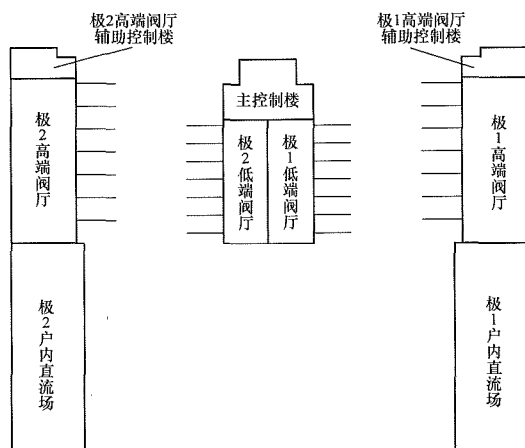 极2高端阀厅
辅助控制楼
极1高端阀厅
辅助控制楼
主控制楼
极2高端阀厅
极2低端阀厅
极1低端阀厅
极1高端阀厅
极2户内直流场
极1户内直流场